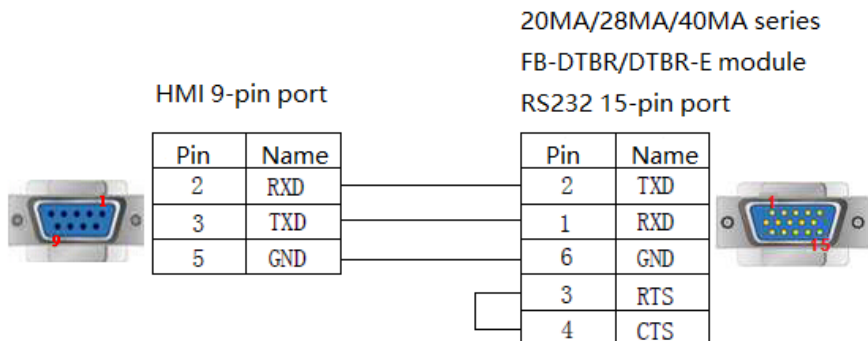 20MA/28MA/40MA series
FB-DTBR/DTBR-E module
RS232 15-pin port
HMI 9-pin port
Pin Name
2 RXD
3 TXD
5 GND
Pin Name
2 TXD
1 RXD
6 GND
3 RTS
4 CTS
1
9
1
15